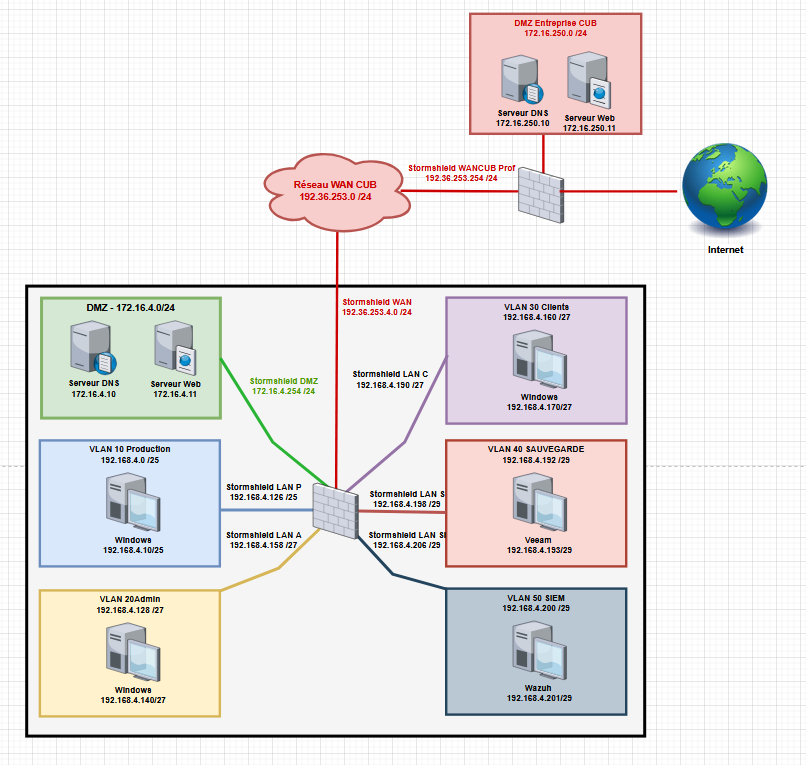 DMZ Entreprise CUB
172.16.250.0 /24
Serveur DNS
172.16.250.10
Serveur Web
172.16.250.11
Stormshield WANCUB Prof
192.36.253.254 /24
Réseau WAN CUB
192.36.253.0 /24
Internet
Stormshield WAN
192.36.253.4.0 /24
DMZ - 172.16.4.0/24
Serveur DNS
172.16.4.10
Serveur Web
172.16.4.11
Stormshield DMZ
172.16.4.254 /24
Stormshield LAN C
192.168.4.190 /27
VLAN 30 Clients
192.168.4.160 /27
Windows
192.168.4.170/27
VLAN 10 Production
192.168.4.0 /25
Windows
192.168.4.10/25
Stormshield LAN P
192.168.4.126 /25
Stormshield LAN A
192.168.4.158 /27
Stormshield LAN S
192.168.4.198 /29
Stormshield LAN SI
192.168.4.206 /29
VLAN 40 SAUVEGARDE
192.168.4.192 /29
Veeam
192.168.4.193/29
VLAN 20Admin
192.168.4.128 /27
Windows
192.168.4.140/27
VLAN 50 SIEM
192.168.4.200 /29
Wazuh
192.168.4.201/29